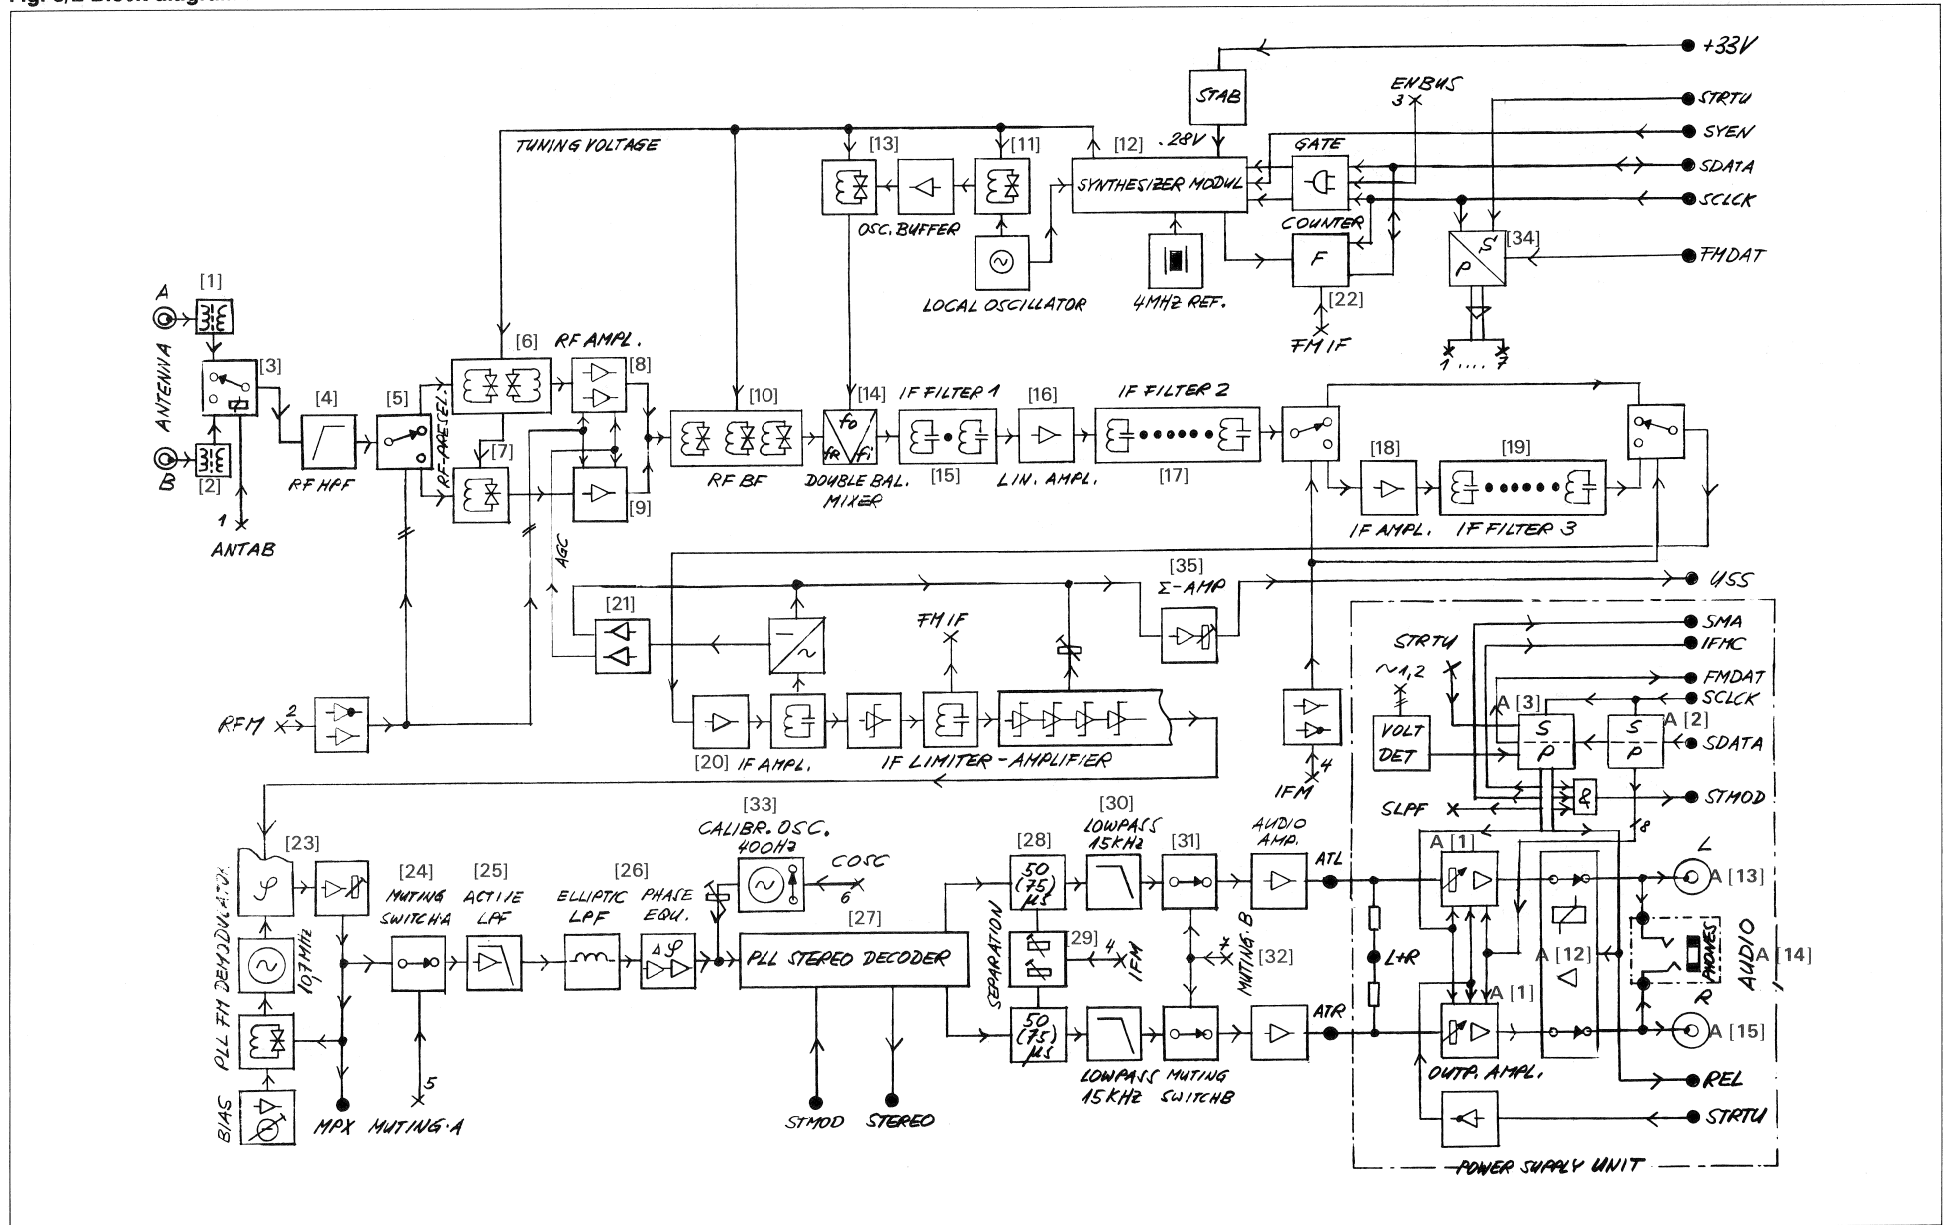 +33V
STAB
ENBUS
3
STRTU
SYEN
GATE
.28V
[12]
[11]
[13]
TUNING VOLTAGE
SDATA
SYNTHESIZER MODUL
SCLCK
OSC. BUFFER
COUNTER
F
S
P
[34]
FMDAT
LOCAL OSCILLATOR
4MHZ REF.
[22]
FM IF
1 .... 7
[1]
A
ANTENNA
B
[2]
[3]
1
ANTAB
[4]
RF HPF
[5]
RF-PRESEL.
[6]
RF AMPL.
[8]
[7]
[9]
[10]
RF BF
[14]
fo
fR
fi
DOUBLE BAL.
MIXER
IF FILTER 1
[15]
[16]
LIN. AMPL.
IF FILTER 2
[17]
[18]
IF AMPL.
[19]
IF FILTER 3
AGC
[35]
Σ-AMP
USS
[21]
FM IF
RFM
2
[20] IF AMPL.
IF LIMITER-AMPLIFIER
IFM
4
STRTU
~1,2
VOLT
DET
SMA
IFMC
FMDAT
SCLCK
A [3]
S
P
A [2]
S
P
SDATA
SLPF
&
STMOD
8
[23]
φ
PLL FM DEMODULATOR
10,7MHz
BIAS
[24]
MUTING
SWITCH·A
[25]
ACTIVE
LPF
[26]
ELLIPTIC
LPF
PHASE
EQU.
Δφ
[33]
CALIBR. OSC.
400HZ
COSC
6
[27]
PLL STEREO DECODER
MPX
MUTING·A
5
STMOD
STEREO
SEPARATION
[28]
50
(75)
µs
[29]
4
IFM
50
(75)
µs
[30]
LOWPASS
15KHZ
[31]
MUTING·B
7
[32]
LOWPASS
15KHZ
MUTING
SWITCHB
AUDIO
AMP.
ATL
ATR
L+R
A [1]
A [1]
OUTP. AMPL.
A [12]
L
A [13]
PHONES
AUDIO
A [14]
R
A [15]
REL
STRTU
POWER SUPPLY UNIT